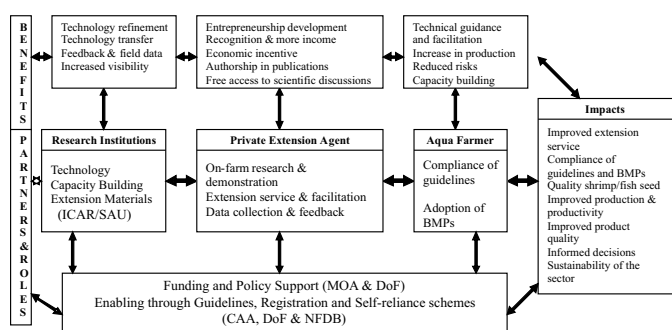 BENEFITS
Technology refinement
Technology transfer
Feedback & field data
Increased visibility
Entrepreneurship development
Recognition & more income
Economic incentive
Authorship in publications
Free access to scientific discussions
Technical guidance
and facilitation
Increase in production
Reduced risks
Capacity building
PARTNERS&ROLES
Research Institutions
Technology
Capacity Building
Extension Materials
(ICAR/SAU)
Private Extension Agent
On-farm research &
demonstration
Extension service & facilitation
Data collection & feedback
Aqua Farmer
Compliance of
guidelines
Adoption of
BMPs
Impacts
Improved extension
service
Compliance of
guidelines and BMPs
Quality shrimp/fish seed
Improved production &
productivity
Improved product
quality
Informed decisions
Sustainability of the
sector
Funding and Policy Support (MOA & DoF)
Enabling through Guidelines, Registration and Self-reliance schemes
(CAA, DoF & NFDB)